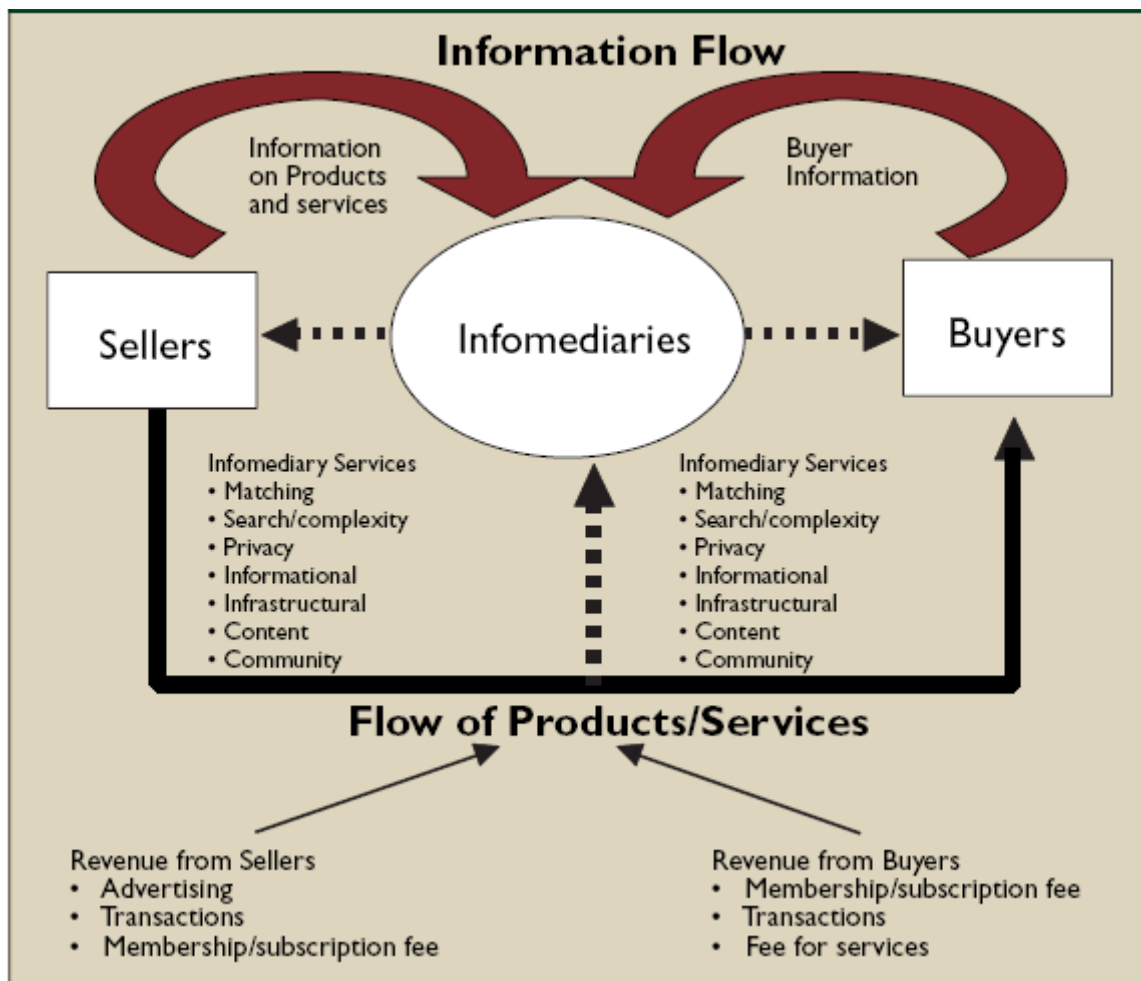 Information Flow
Information
on Products
and services
Buyer
Information
Sellers
Infomediaries
Buyers
Infomediary Services
• Matching
• Search/complexity
• Privacy
• Informational
• Infrastructural
• Content
• Community
Infomediary Services
• Matching
• Search/complexity
• Privacy
• Informational
• Infrastructural
• Content
• Community
Flow of Products/Services
Revenue from Sellers
• Advertising
• Transactions
• Membership/subscription fee
Revenue from Buyers
• Membership/subscription fee
• Transactions
• Fee for services